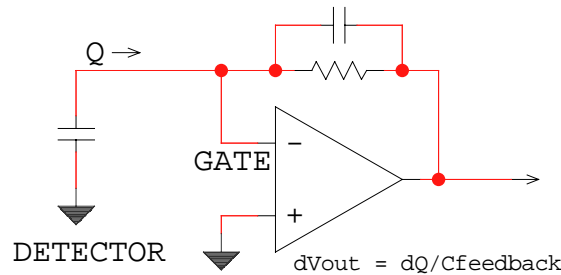 Q
GATE
−
+
DETECTOR
dVout = dQ/Cfeedback